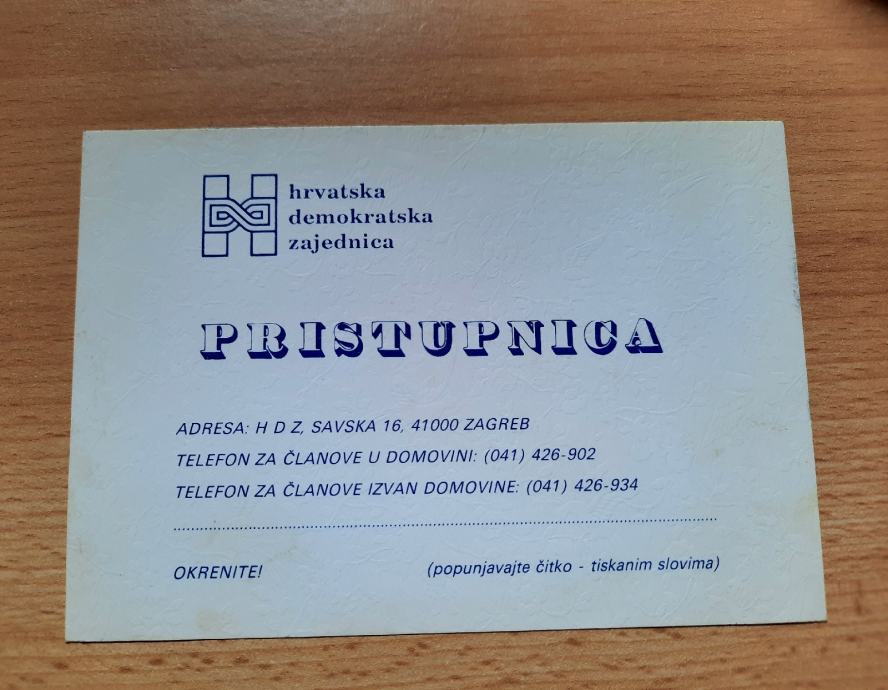 hrvatska
demokratska
zajednica
PRISTUPNICA
ADRESA: H D Z, SAVSKA 16, 41000 ZAGREB
TELEFON ZA ČLANOVE U DOMOVINI: (041) 426-902
TELEFON ZA ČLANOVE IZVAN DOMOVINE: (041) 426-934
OKRENITE! (popunjavajte čitko - tiskanim slovima)